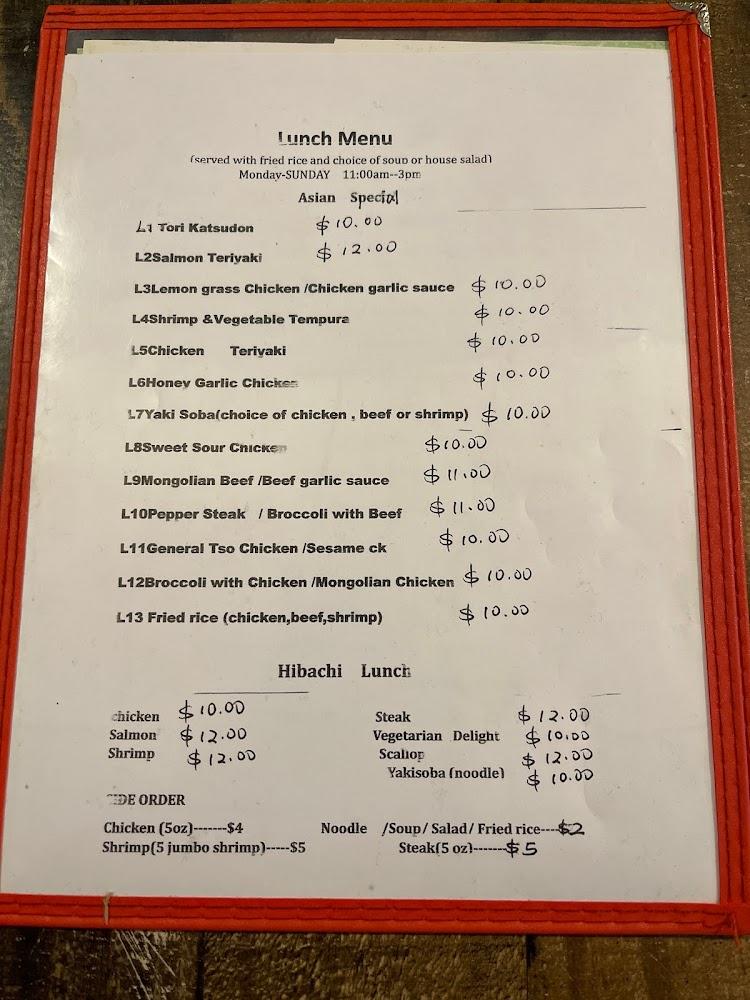 Lunch Menu
(served with fried rice and choice of soup or house salad)
Monday-SUNDAY 11:00am--3pm
Asian Special
L1 Tori Katsudon $10.00
L2Salmon Teriyaki $12.00
L3Lemon grass Chicken /Chicken garlic sauce $10.00
L4Shrimp &Vegetable Tempura $10.00
L5Chicken Teriyaki $10.00
L6Honey Garlic Chicken $10.00
L7Yaki Soba(choice of chicken , beef or shrimp) $10.00
L8Sweet Sour Chicken $10.00
L9Mongolian Beef /Beef garlic sauce $11.00
L10Pepper Steak / Broccoli with Beef $11.00
L11General Tso Chicken /Sesame ck $10.00
L12Broccoli with Chicken /Mongolian Chicken $10.00
L13 Fried rice (chicken,beef,shrimp) $10.00
Hibachi Lunch
chicken $10.00 Steak $12.00
Salmon $12.00 Vegetarian Delight $10.00
Shrimp $12.00 Scallop $12.00
Yakisoba (noodle) $10.00
SIDE ORDER
Chicken (5oz)-------$4 Noodle /Soup/ Salad/ Fried rice----$2
Shrimp(5 jumbo shrimp)-----$5 Steak(5 oz)-------$5